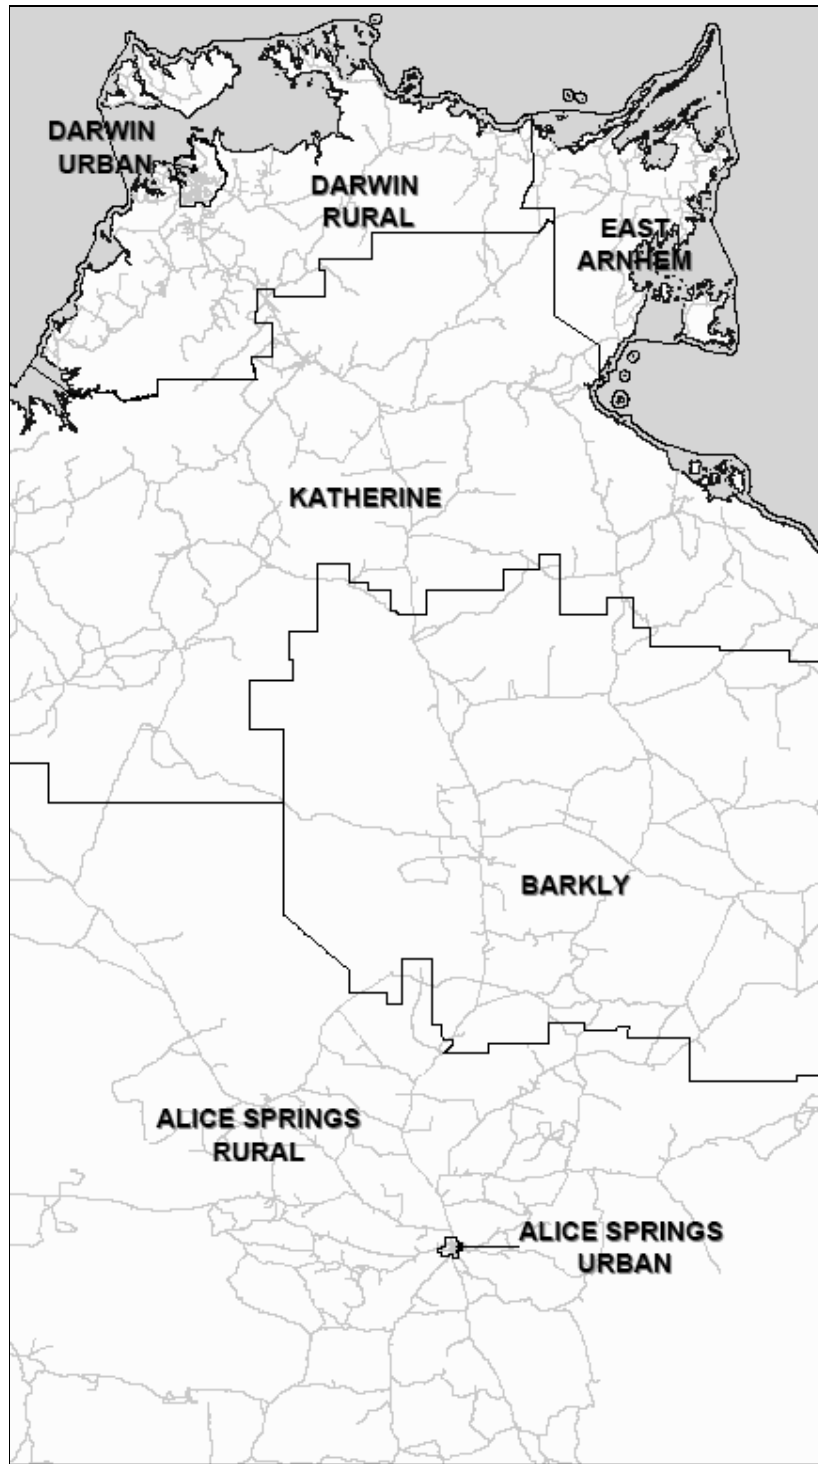 DARWIN
URBAN
DARWIN
RURAL
EAST
ARNHEM
KATHERINE
BARKLY
ALICE SPRINGS
RURAL
ALICE SPRINGS
URBAN